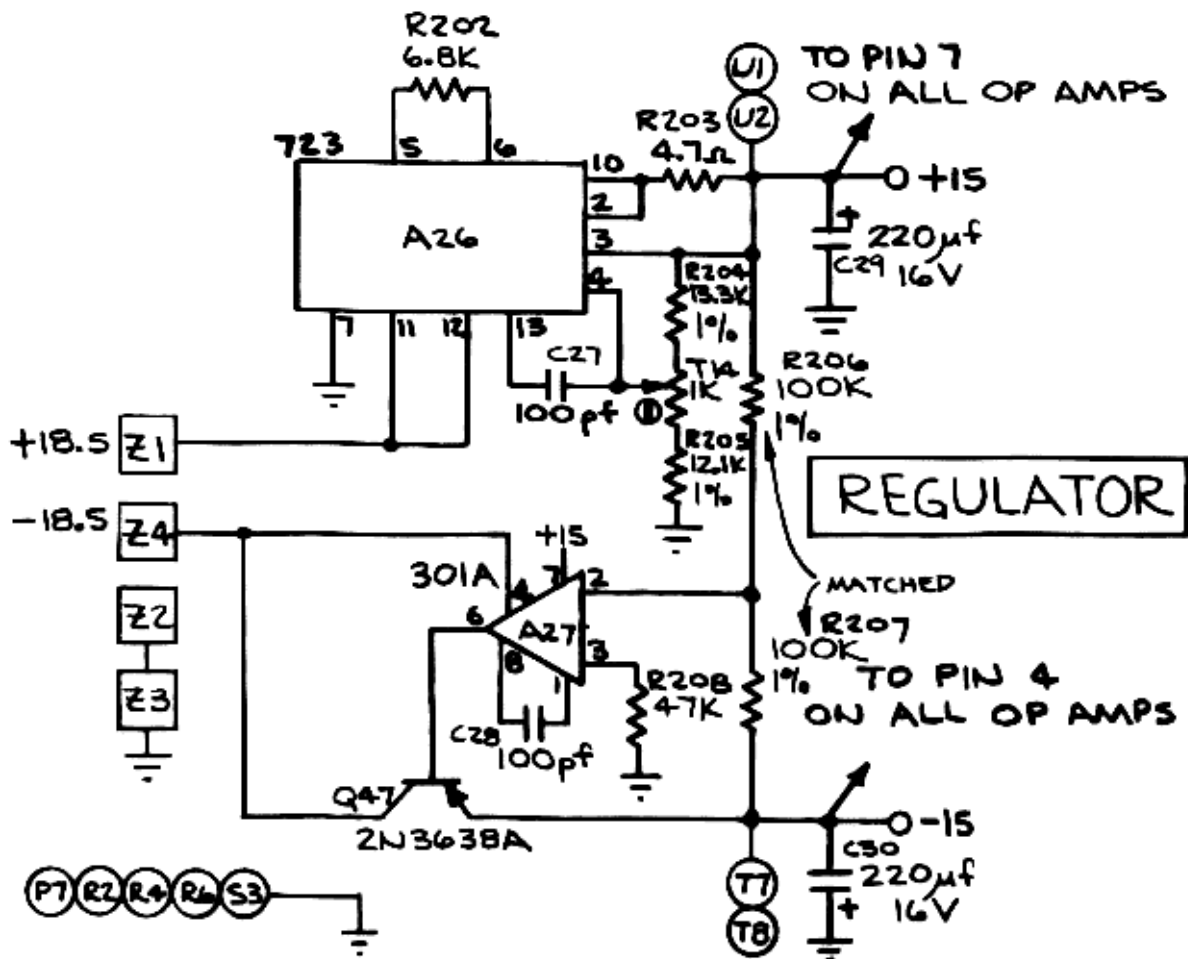 R202
6.8K
723
5
6
10
2
3
4
A26
7
11
12
13
R203
4.7Ω
U1
U2
TO PIN 7
ON ALL OP AMPS
+15
+
220µf
C29
16V
R204
13.3K
1%
T14
1K
C27
100pf
R205
12.1K
1%
R206
100K
1%
+18.5
Z1
-18.5
Z4
Z2
Z3
REGULATOR
+15
301A
7
4
2
6
A27
8
3
1
C28
100pf
R208
47K
MATCHED
R207
100K
1%
TO PIN 4
ON ALL OP AMPS
Q47
2N3638A
-15
C30
220µf
+
16V
T7
T8
P7
R2
R4
R6
S3